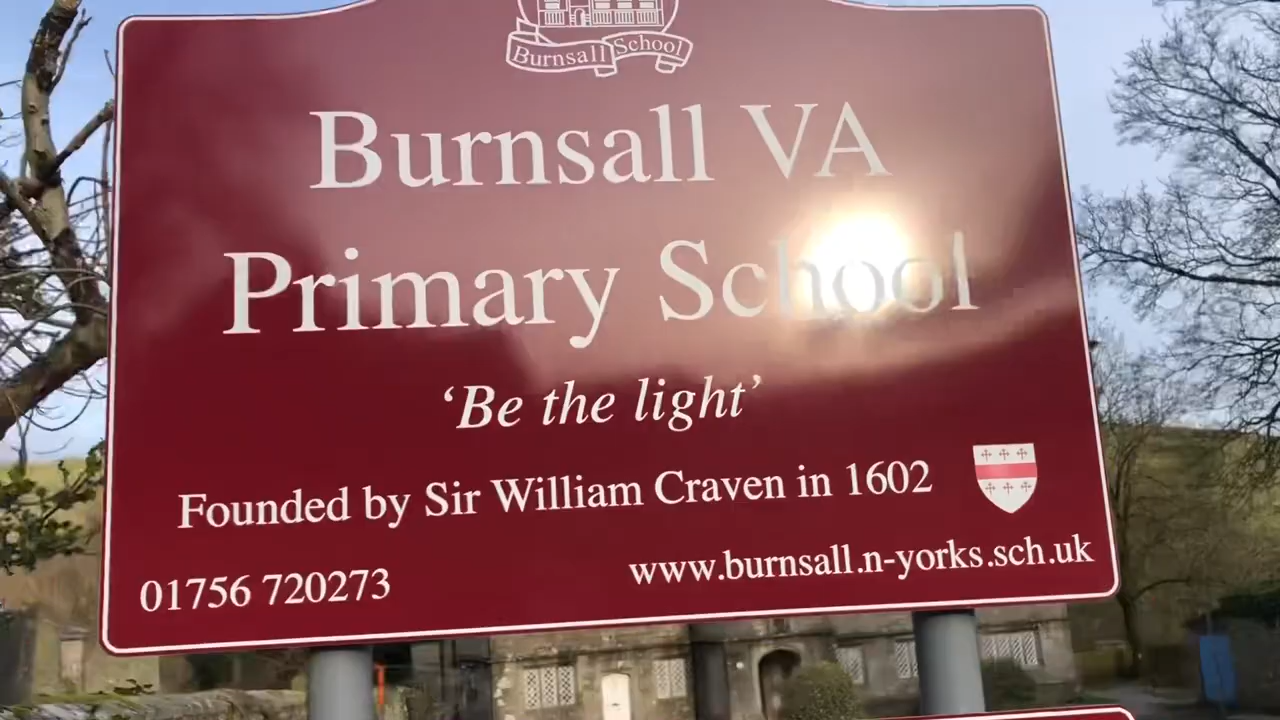 Burnsall School
Burnsall VA
Primary School
‘Be the light’
Founded by Sir William Craven in 1602
01756 720273
www.burnsall.n-yorks.sch.uk